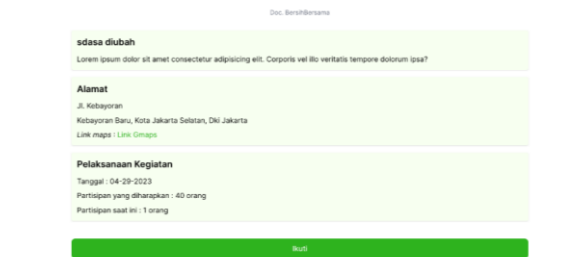 Doc. BersihBersama
sdasa diubah
Lorem ipsum dolor sit amet consectetur adipisicing elit. Corporis vel illo veritatis tempore dolorum ipsa?
Alamat
Jl. Kebayoran
Kebayoran Baru, Kota Jakarta Selatan, Dki Jakarta
Link maps : Link Gmaps
Pelaksanaan Kegiatan
Tanggal : 04-29-2023
Partisipan yang diharapkan : 40 orang
Partisipan saat ini : 1 orang
Ikuti